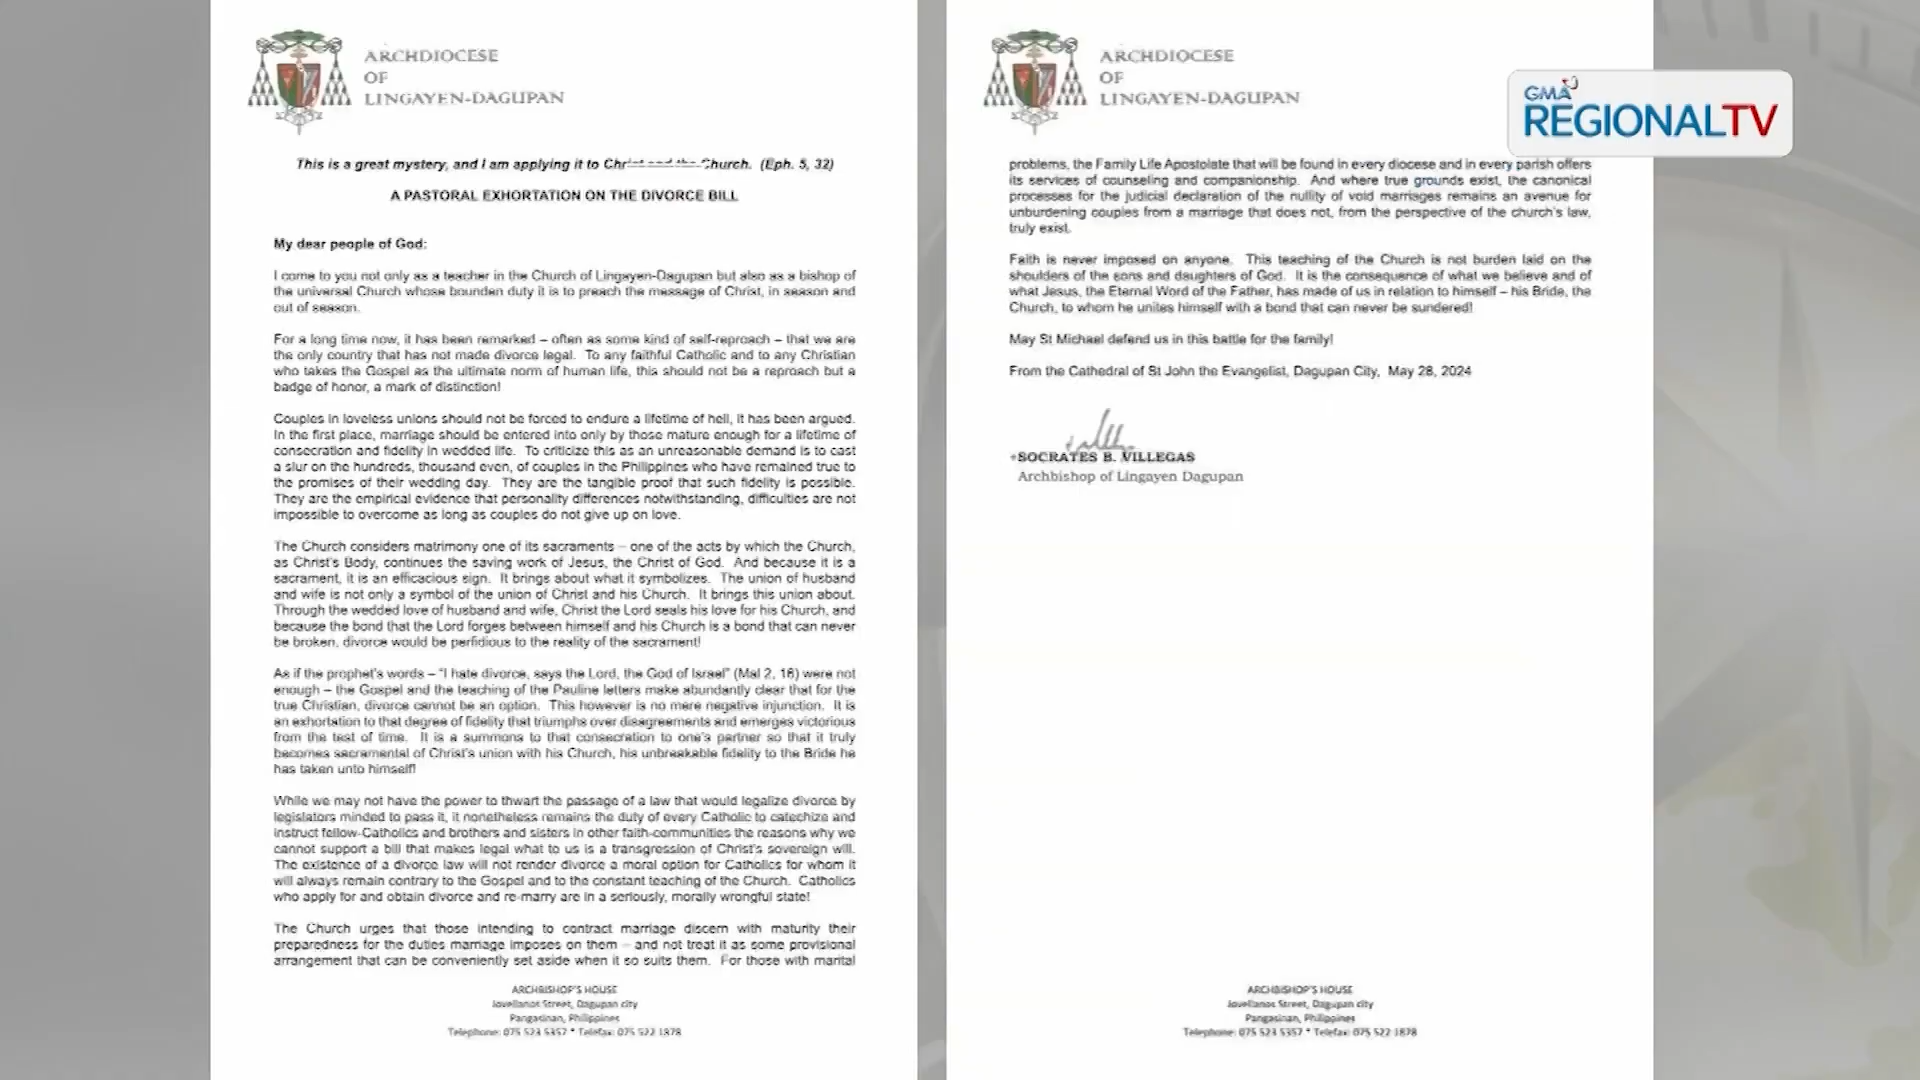 ARCHDIOCESE
OF
LINGAYEN-DAGUPAN
This is a great mystery, and I am applying it to Christ and the Church. (Eph. 5, 32)
A PASTORAL EXHORTATION ON THE DIVORCE BILL
My dear people of God:
I come to you not only as a teacher in the Church of Lingayen-Dagupan but also as a bishop of
the universal Church whose bounden duty it is to preach the message of Christ, in season and
out of season.
For a long time now, it has been remarked – often as some kind of self-reproach – that we are
the only country that has not made divorce legal. To any faithful Catholic and to any Christian
who takes the Gospel as the ultimate norm of human life, this should not be a reproach but a
badge of honor, a mark of distinction!
Couples in loveless unions should not be forced to endure a lifetime of hell, it has been argued.
In the first place, marriage should be entered into only by those mature enough for a lifetime of
consecration and fidelity in wedded life. To criticize this as an unreasonable demand is to cast
a slur on the hundreds, thousand even, of couples in the Philippines who have remained true to
the promises of their wedding day. They are the tangible proof that such fidelity is possible.
They are the empirical evidence that personality differences notwithstanding, difficulties are not
impossible to overcome as long as couples do not give up on love.
The Church considers matrimony one of its sacraments – one of the acts by which the Church,
as Christ's Body, continues the saving work of Jesus, the Christ of God. And because it is a
sacrament, it is an efficacious sign. It brings about what it symbolizes. The union of husband
and wife is not only a symbol of the union of Christ and his Church. It brings this union about.
Through the wedded love of husband and wife, Christ the Lord seals his love for his Church, and
because the bond that the Lord forges between himself and his Church is a bond that can never
be broken, divorce would be perfidious to the reality of the sacrament!
As if the prophet's words – "I hate divorce, says the Lord, the God of Israel" (Mal 2, 16) were not
enough – the Gospel and the teaching of the Pauline letters make abundantly clear that for the
true Christian, divorce cannot be an option. This however is no mere negative injunction. It is
an exhortation to that degree of fidelity that triumphs over disagreements and emerges victorious
from the test of time. It is a summons to that consecration to one's partner so that it truly
becomes sacramental of Christ's union with his Church, his unbreakable fidelity to the Bride he
has taken unto himself!
While we may not have the power to thwart the passage of a law that would legalize divorce by
legislators minded to pass it, it nonetheless remains the duty of every Catholic to catechize and
instruct fellow-Catholics and brothers and sisters in other faith-communities the reasons why we
cannot support a bill that makes legal what to us is a transgression of Christ's sovereign will.
The existence of a divorce law will not render divorce a moral option for Catholics for whom it
will always remain contrary to the Gospel and to the constant teaching of the Church. Catholics
who apply for and obtain divorce and re-marry are in a seriously, morally wrongful state!
The Church urges that those intending to contract marriage discern with maturity their
preparedness for the duties marriage imposes on them – and not treat it as some provisional
arrangement that can be conveniently set aside when it so suits them. For those with marital
ARCHBISHOP'S HOUSE
Jovellanos Street, Dagupan city
Pangasinan, Philippines
Telephone: 075 523 5357 * Telefax: 075 522 1878
ARCHDIOCESE
OF
LINGAYEN-DAGUPAN
GMA
REGIONALTV
problems, the Family Life Apostolate that will be found in every diocese and in every parish offers
its services of counseling and companionship. And where true grounds exist, the canonical
processes for the judicial declaration of the nullity of void marriages remains an avenue for
unburdening couples from a marriage that does not, from the perspective of the church's law,
truly exist.
Faith is never imposed on anyone. This teaching of the Church is not burden laid on the
shoulders of the sons and daughters of God. It is the consequence of what we believe and of
what Jesus, the Eternal Word of the Father, has made of us in relation to himself – his Bride, the
Church, to whom he unites himself with a bond that can never be sundered!
May St Michael defend us in this battle for the family!
From the Cathedral of St John the Evangelist, Dagupan City, May 28, 2024
+SOCRATES B. VILLEGAS
Archbishop of Lingayen Dagupan
ARCHBISHOP'S HOUSE
Jovellanos Street, Dagupan city
Pangasinan, Philippines
Telephone: 075 523 5357 * Telefax: 075 522 1878